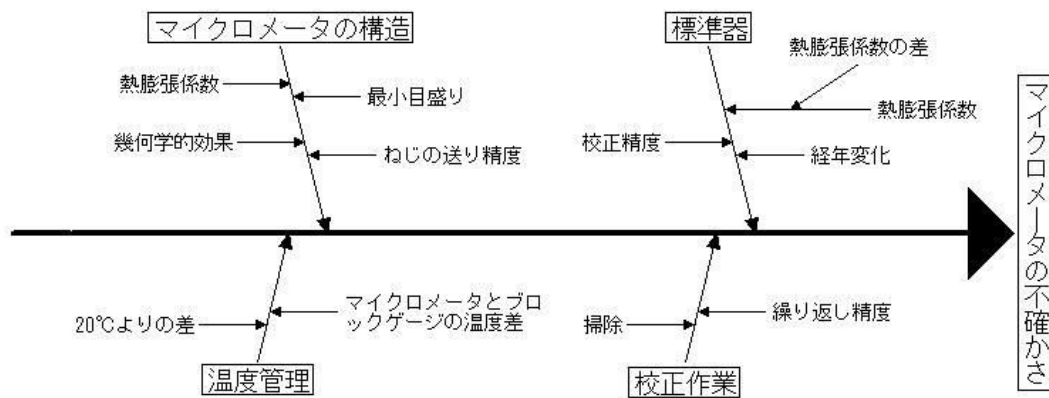 マイクロメータの構造
標準器
熱膨張係数の差
熱膨張係数
最小目盛り
熱膨張係数
幾何学的効果
校正精度
ねじの送り精度
経年変化
マイクロメータの不確かさ
マイクロメータとブロ
ックゲージの温度差
20℃よりの差
繰り返し精度
掃除
温度管理
校正作業